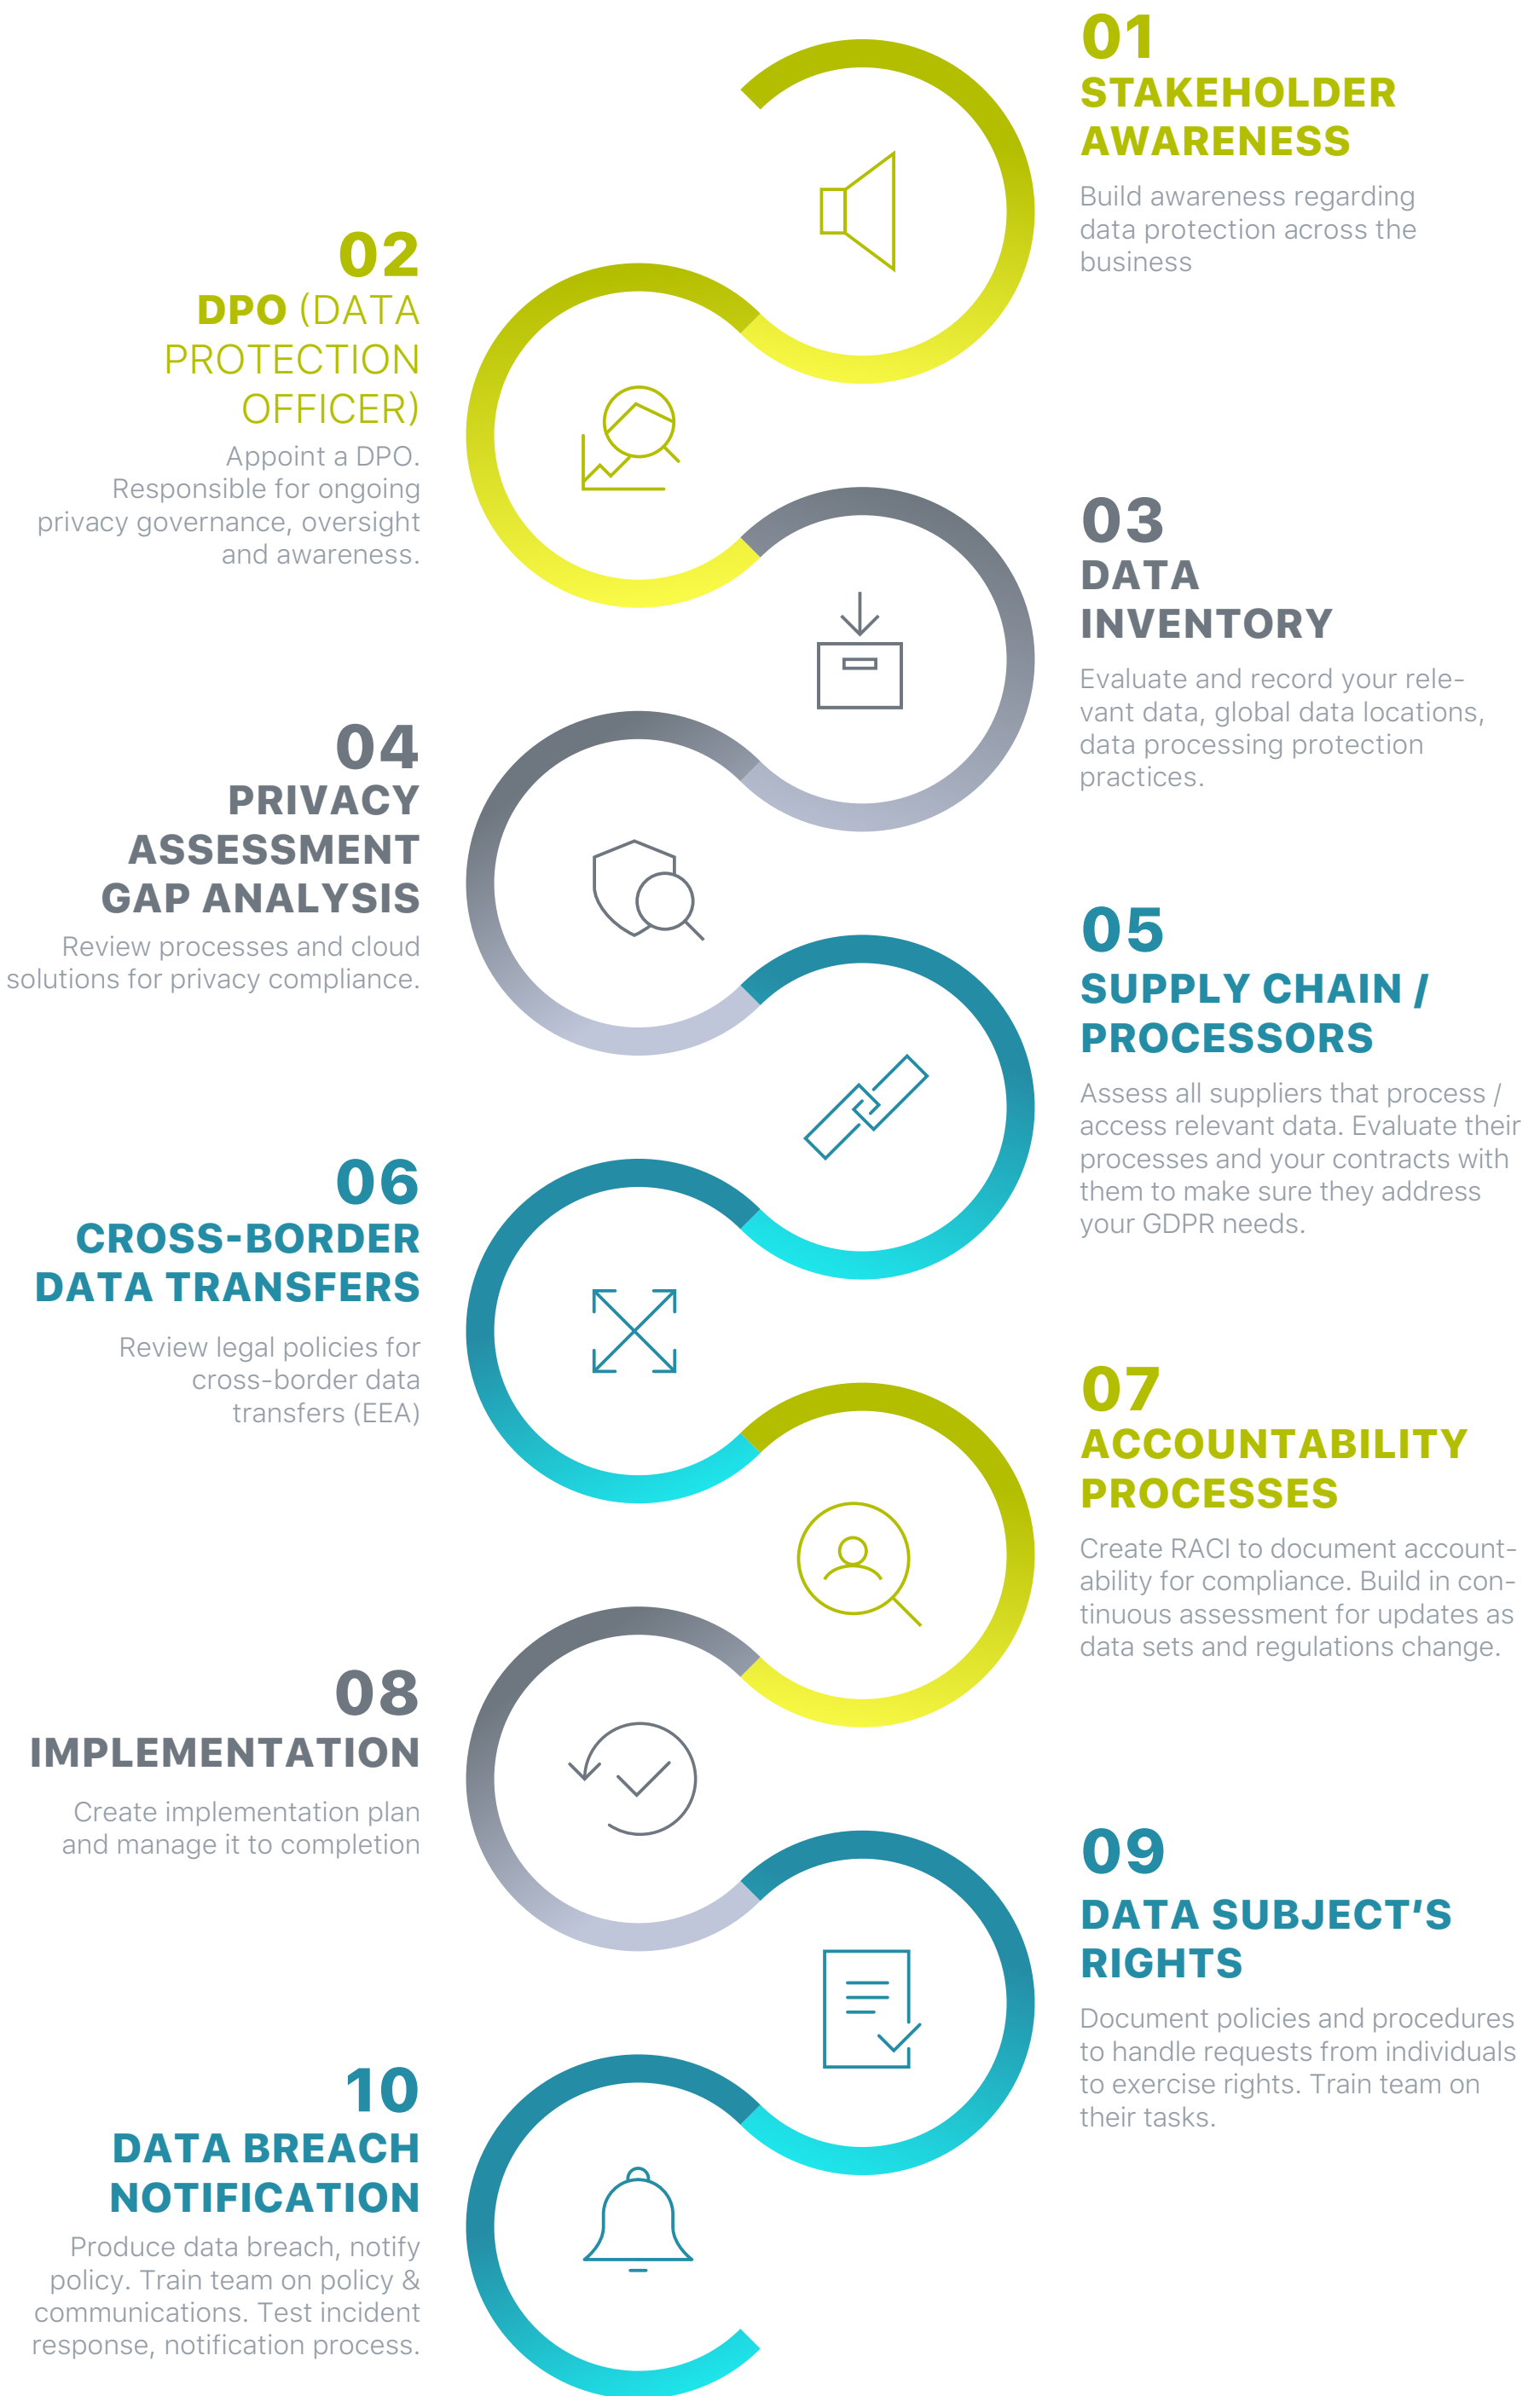 01
STAKEHOLDER
AWARENESS
Build awareness regarding
data protection across the
business
02
DPO (DATA
PROTECTION
OFFICER)
Appoint a DPO.
Responsible for ongoing
privacy governance, oversight
and awareness.
03
DATA
INVENTORY
Evaluate and record your rele-
vant data, global data locations,
data processing protection
practices.
04
PRIVACY
ASSESSMENT
GAP ANALYSIS
Review processes and cloud
solutions for privacy compliance.
05
SUPPLY CHAIN /
PROCESSORS
Assess all suppliers that process /
access relevant data. Evaluate their
processes and your contracts with
them to make sure they address
your GDPR needs.
06
CROSS-BORDER
DATA TRANSFERS
Review legal policies for
cross-border data
transfers (EEA)
07
ACCOUNTABILITY
PROCESSES
Create RACI to document account-
ability for compliance. Build in con-
tinuous assessment for updates as
data sets and regulations change.
08
IMPLEMENTATION
Create implementation plan
and manage it to completion
09
DATA SUBJECT’S
RIGHTS
Document policies and procedures
to handle requests from individuals
to exercise rights. Train team on
their tasks.
10
DATA BREACH
NOTIFICATION
Produce data breach, notify
policy. Train team on policy &
communications. Test incident
response, notification process.